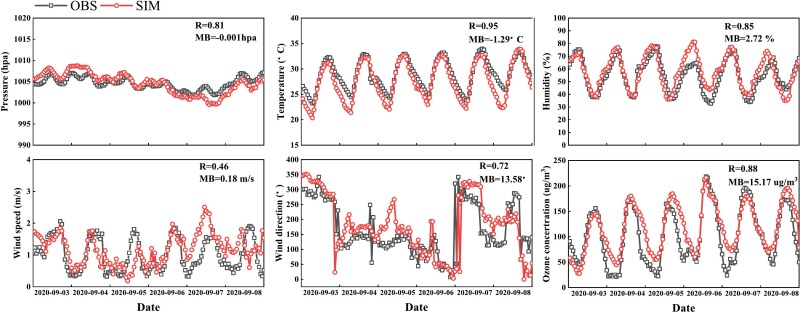 OBS SIM
R=0.81
MB=-0.001hpa
1020
1015
1010
1005
1000
995
990
Pressure (hpa)
R=0.95
MB=-1.29° C
40
35
30
25
20
15
Temperature (° C)
R=0.85
MB=2.72 %
100
90
80
70
60
50
40
30
20
10
0
Humidity (%)
R=0.46
MB=0.18 m/s
4
3
2
1
0
Wind speed (m/s)
2020-09-03 2020-09-04 2020-09-05 2020-09-06 2020-09-07 2020-09-08
Date
R=0.72
MB=13.58°
400
350
300
250
200
150
100
50
0
Wind direction (°)
2020-09-03 2020-09-04 2020-09-05 2020-09-06 2020-09-07 2020-09-08
Date
R=0.88
MB=15.17 ug/m3
250
200
150
100
50
0
Ozone concentration (ug/m3)
2020-09-03 2020-09-04 2020-09-05 2020-09-06 2020-09-07 2020-09-08
Date